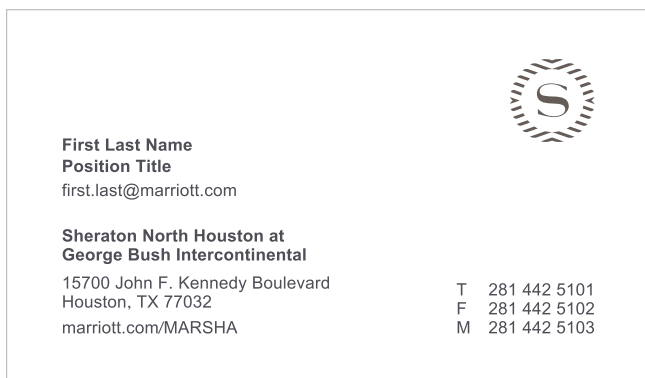 S
First Last Name
Position Title
first.last@marriott.com
Sheraton North Houston at
George Bush Intercontinental
15700 John F. Kennedy Boulevard
Houston, TX 77032
marriott.com/MARSHA
T 281 442 5101
F 281 442 5102
M 281 442 5103